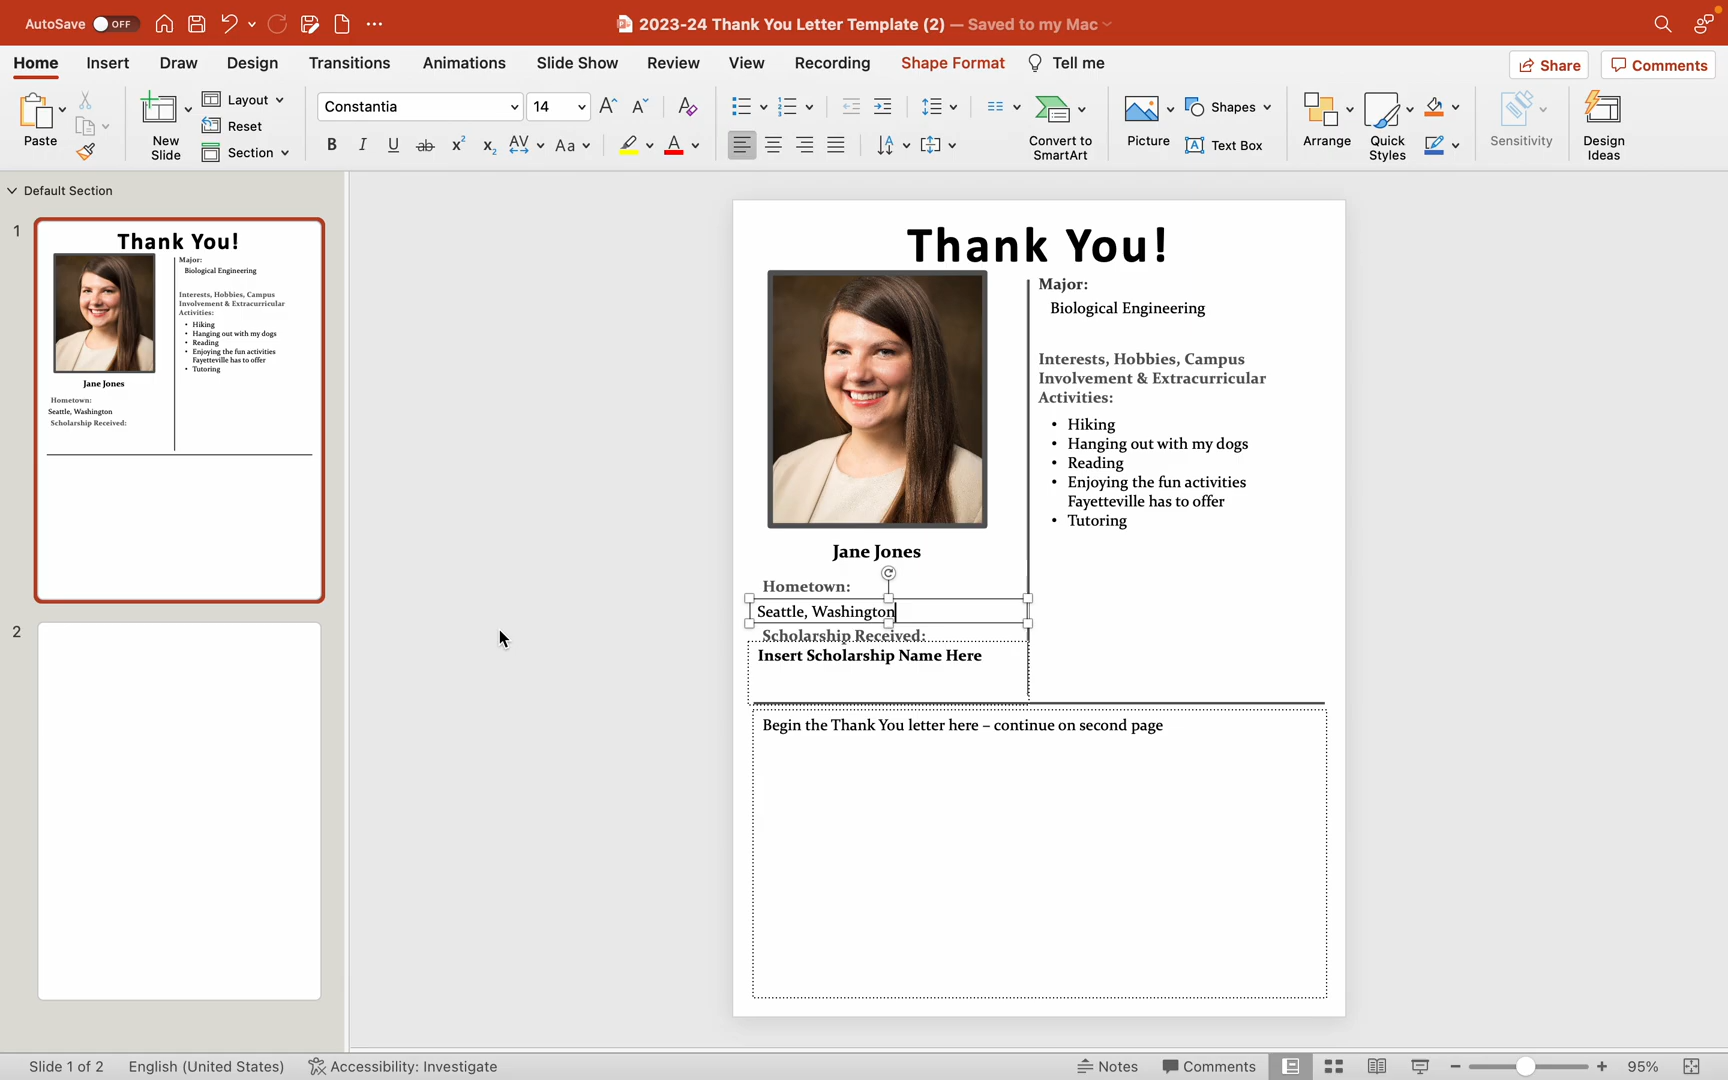 AutoSave OFF
2023-24 Thank You Letter Template (2) — Saved to my Mac
Home Insert Draw Design Transitions Animations Slide Show Review View Recording Shape Format Tell me
Share Comments
Paste
New Slide
Layout
Reset
Section
Constantia 14
Convert to SmartArt
Picture
Shapes
Text Box
Arrange
Quick Styles
Sensitivity
Design Ideas
Default Section
1
Thank You!
Major:
Biological Engineering
Interests, Hobbies, Campus
Involvement & Extracurricular
Activities:
• Hiking
• Hanging out with my dogs
• Reading
• Enjoying the fun activities
Fayetteville has to offer
• Tutoring
Jane Jones
Hometown:
Seattle, Washington
Scholarship Received:
2
Thank You!
Major:
Biological Engineering
Interests, Hobbies, Campus
Involvement & Extracurricular
Activities:
• Hiking
• Hanging out with my dogs
• Reading
• Enjoying the fun activities
Fayetteville has to offer
• Tutoring
Jane Jones
Hometown:
Seattle, Washington
Scholarship Received:
Insert Scholarship Name Here
Begin the Thank You letter here – continue on second page
Slide 1 of 2 English (United States) Accessibility: Investigate
Notes Comments 95%